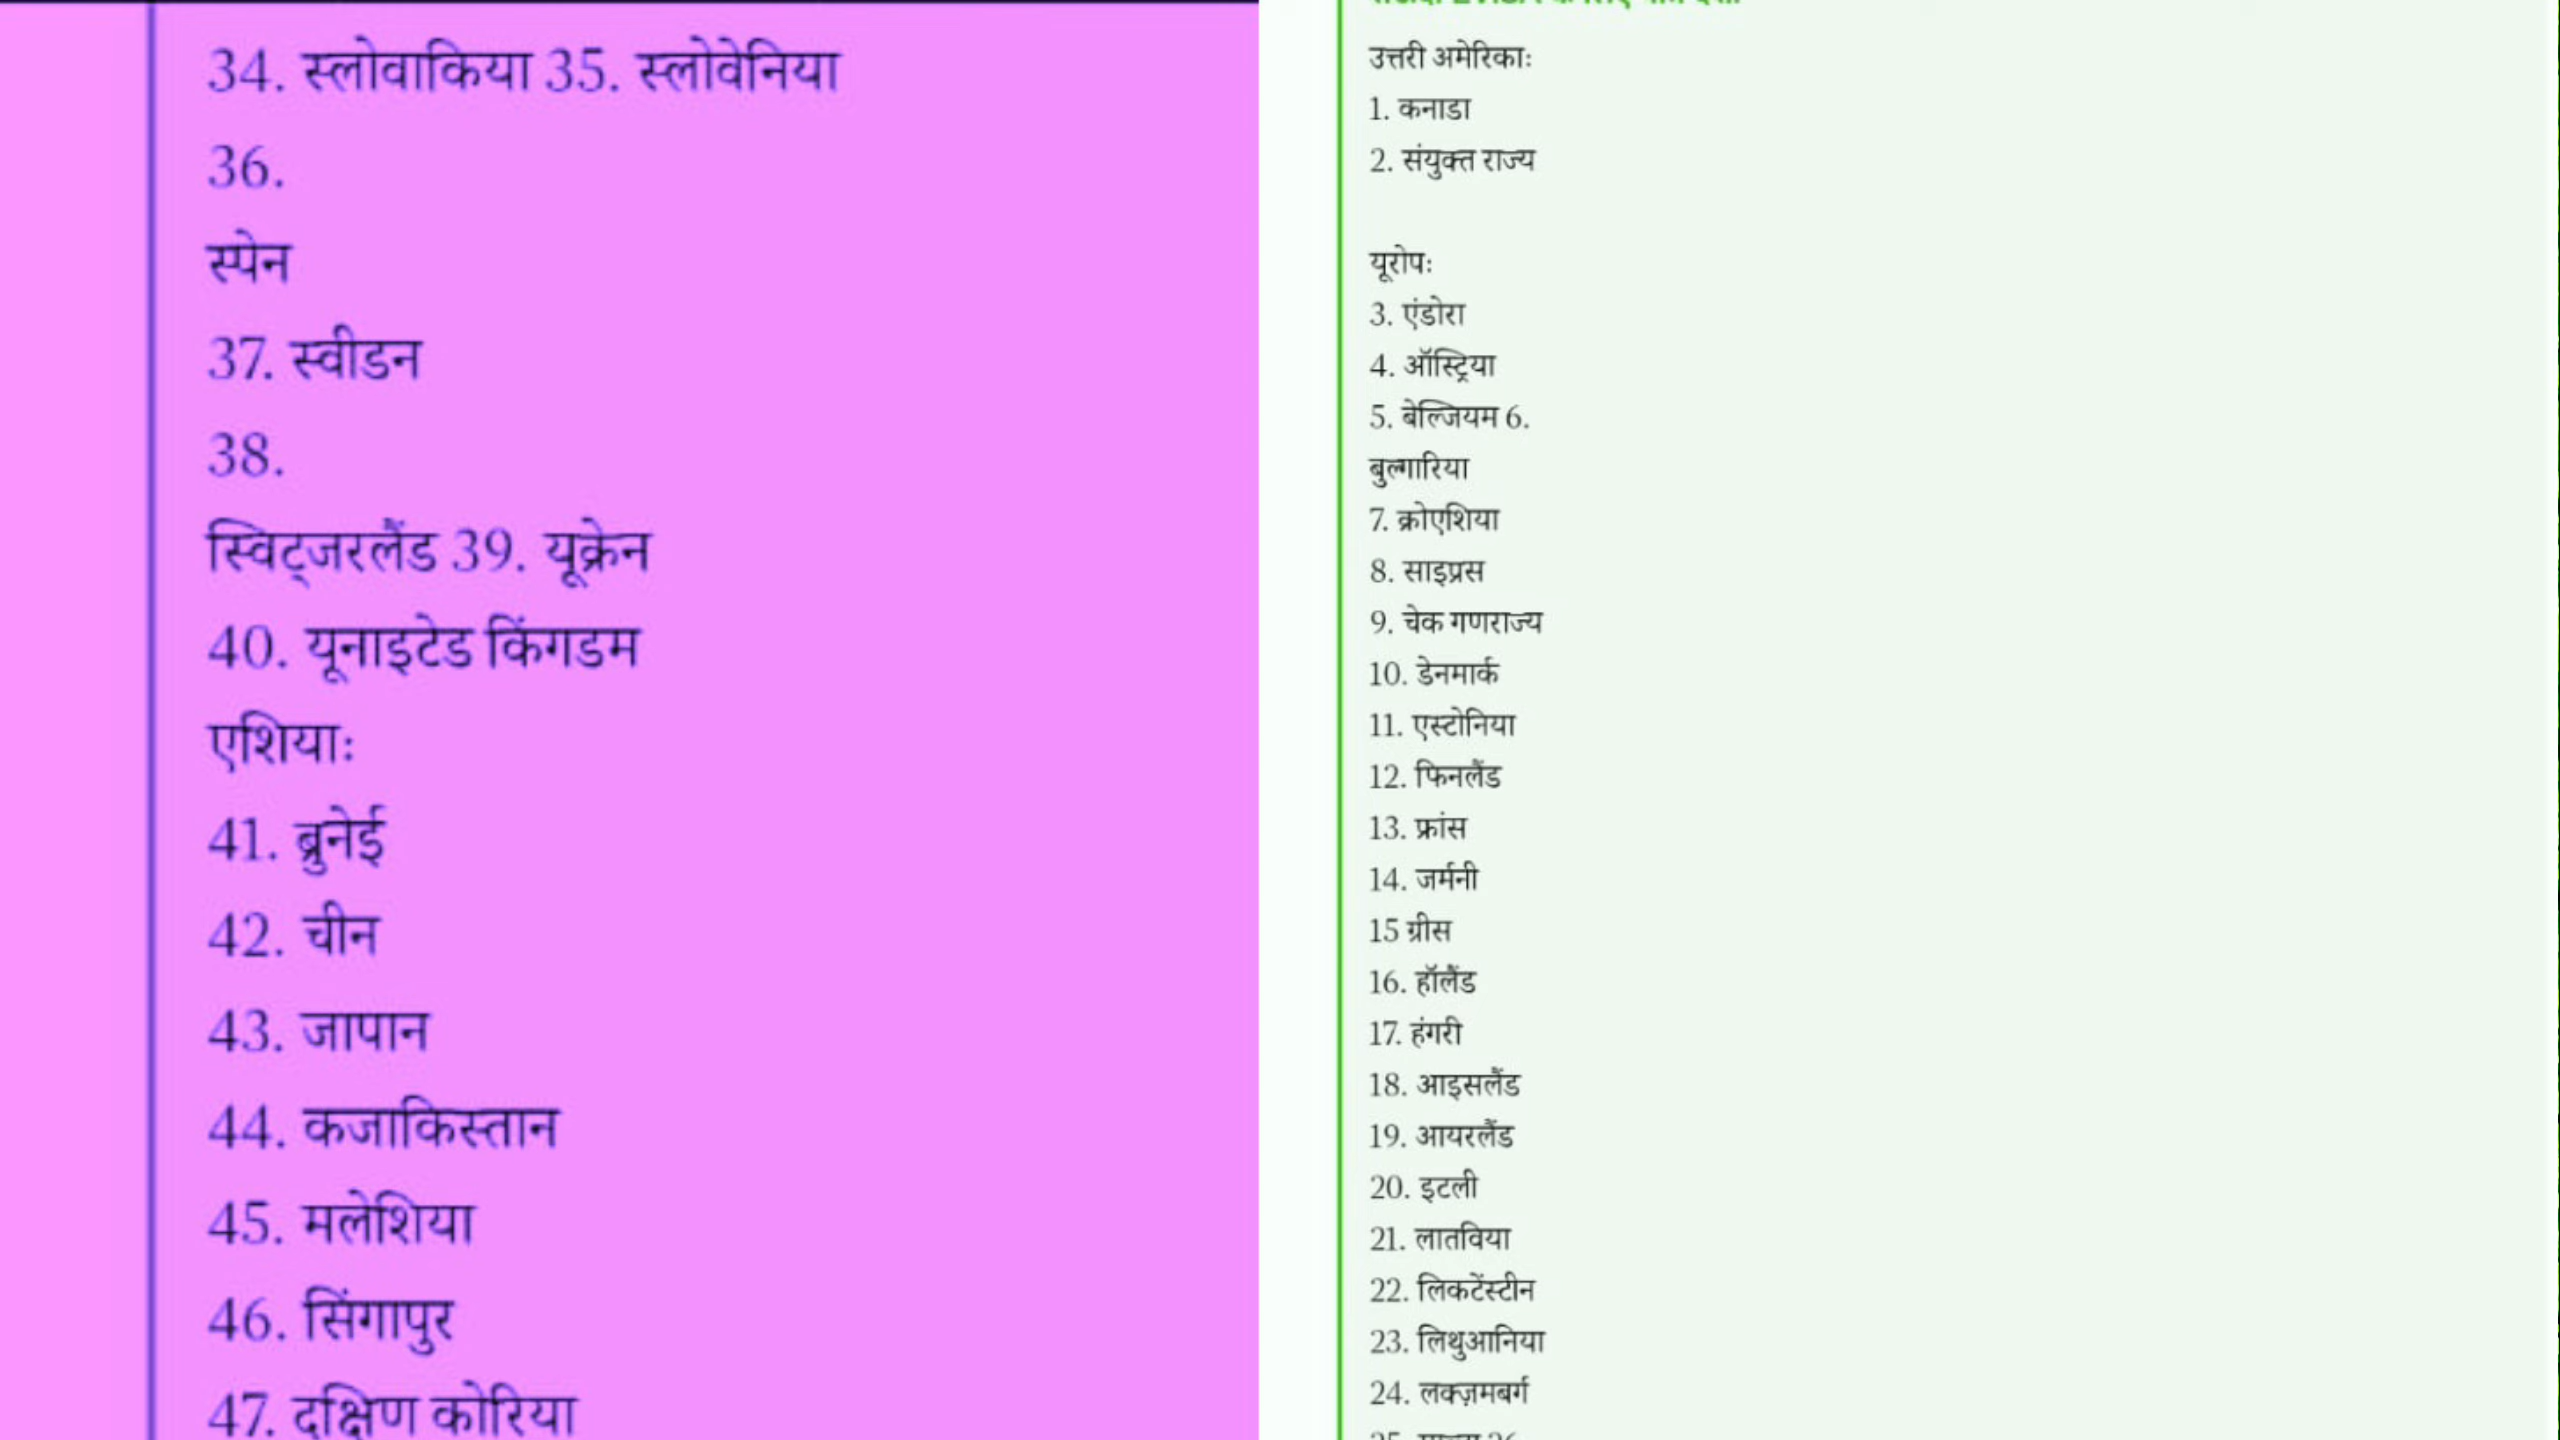 34. स्लोवाकिया 35. स्लोवेनिया
36.
स्पेन
37. स्वीडन
38.
स्विट्जरलैंड 39. यूक्रेन
40. यूनाइटेड किंगडम
एशियाः
41. ब्रुनेई
42. चीन
43. जापान
44. कजाकिस्तान
45. मलेशिया
46. सिंगापुर
47. दक्षिण कोरिया
उत्तरी अमेरिकाः
1. कनाडा
2. संयुक्त राज्य
यूरोपः
3. एंडोरा
4. ऑस्ट्रिया
5. बेल्जियम 6.
बुल्गारिया
7. क्रोएशिया
8. साइप्रस
9. चेक गणराज्य
10. डेनमार्क
11. एस्टोनिया
12. फिनलैंड
13. फ्रांस
14. जर्मनी
15 ग्रीस
16. हॉलैंड
17. हंगरी
18. आइसलैंड
19. आयरलैंड
20. इटली
21. लातविया
22. लिकटेंस्टीन
23. लिथुआनिया
24. लक्ज़मबर्ग